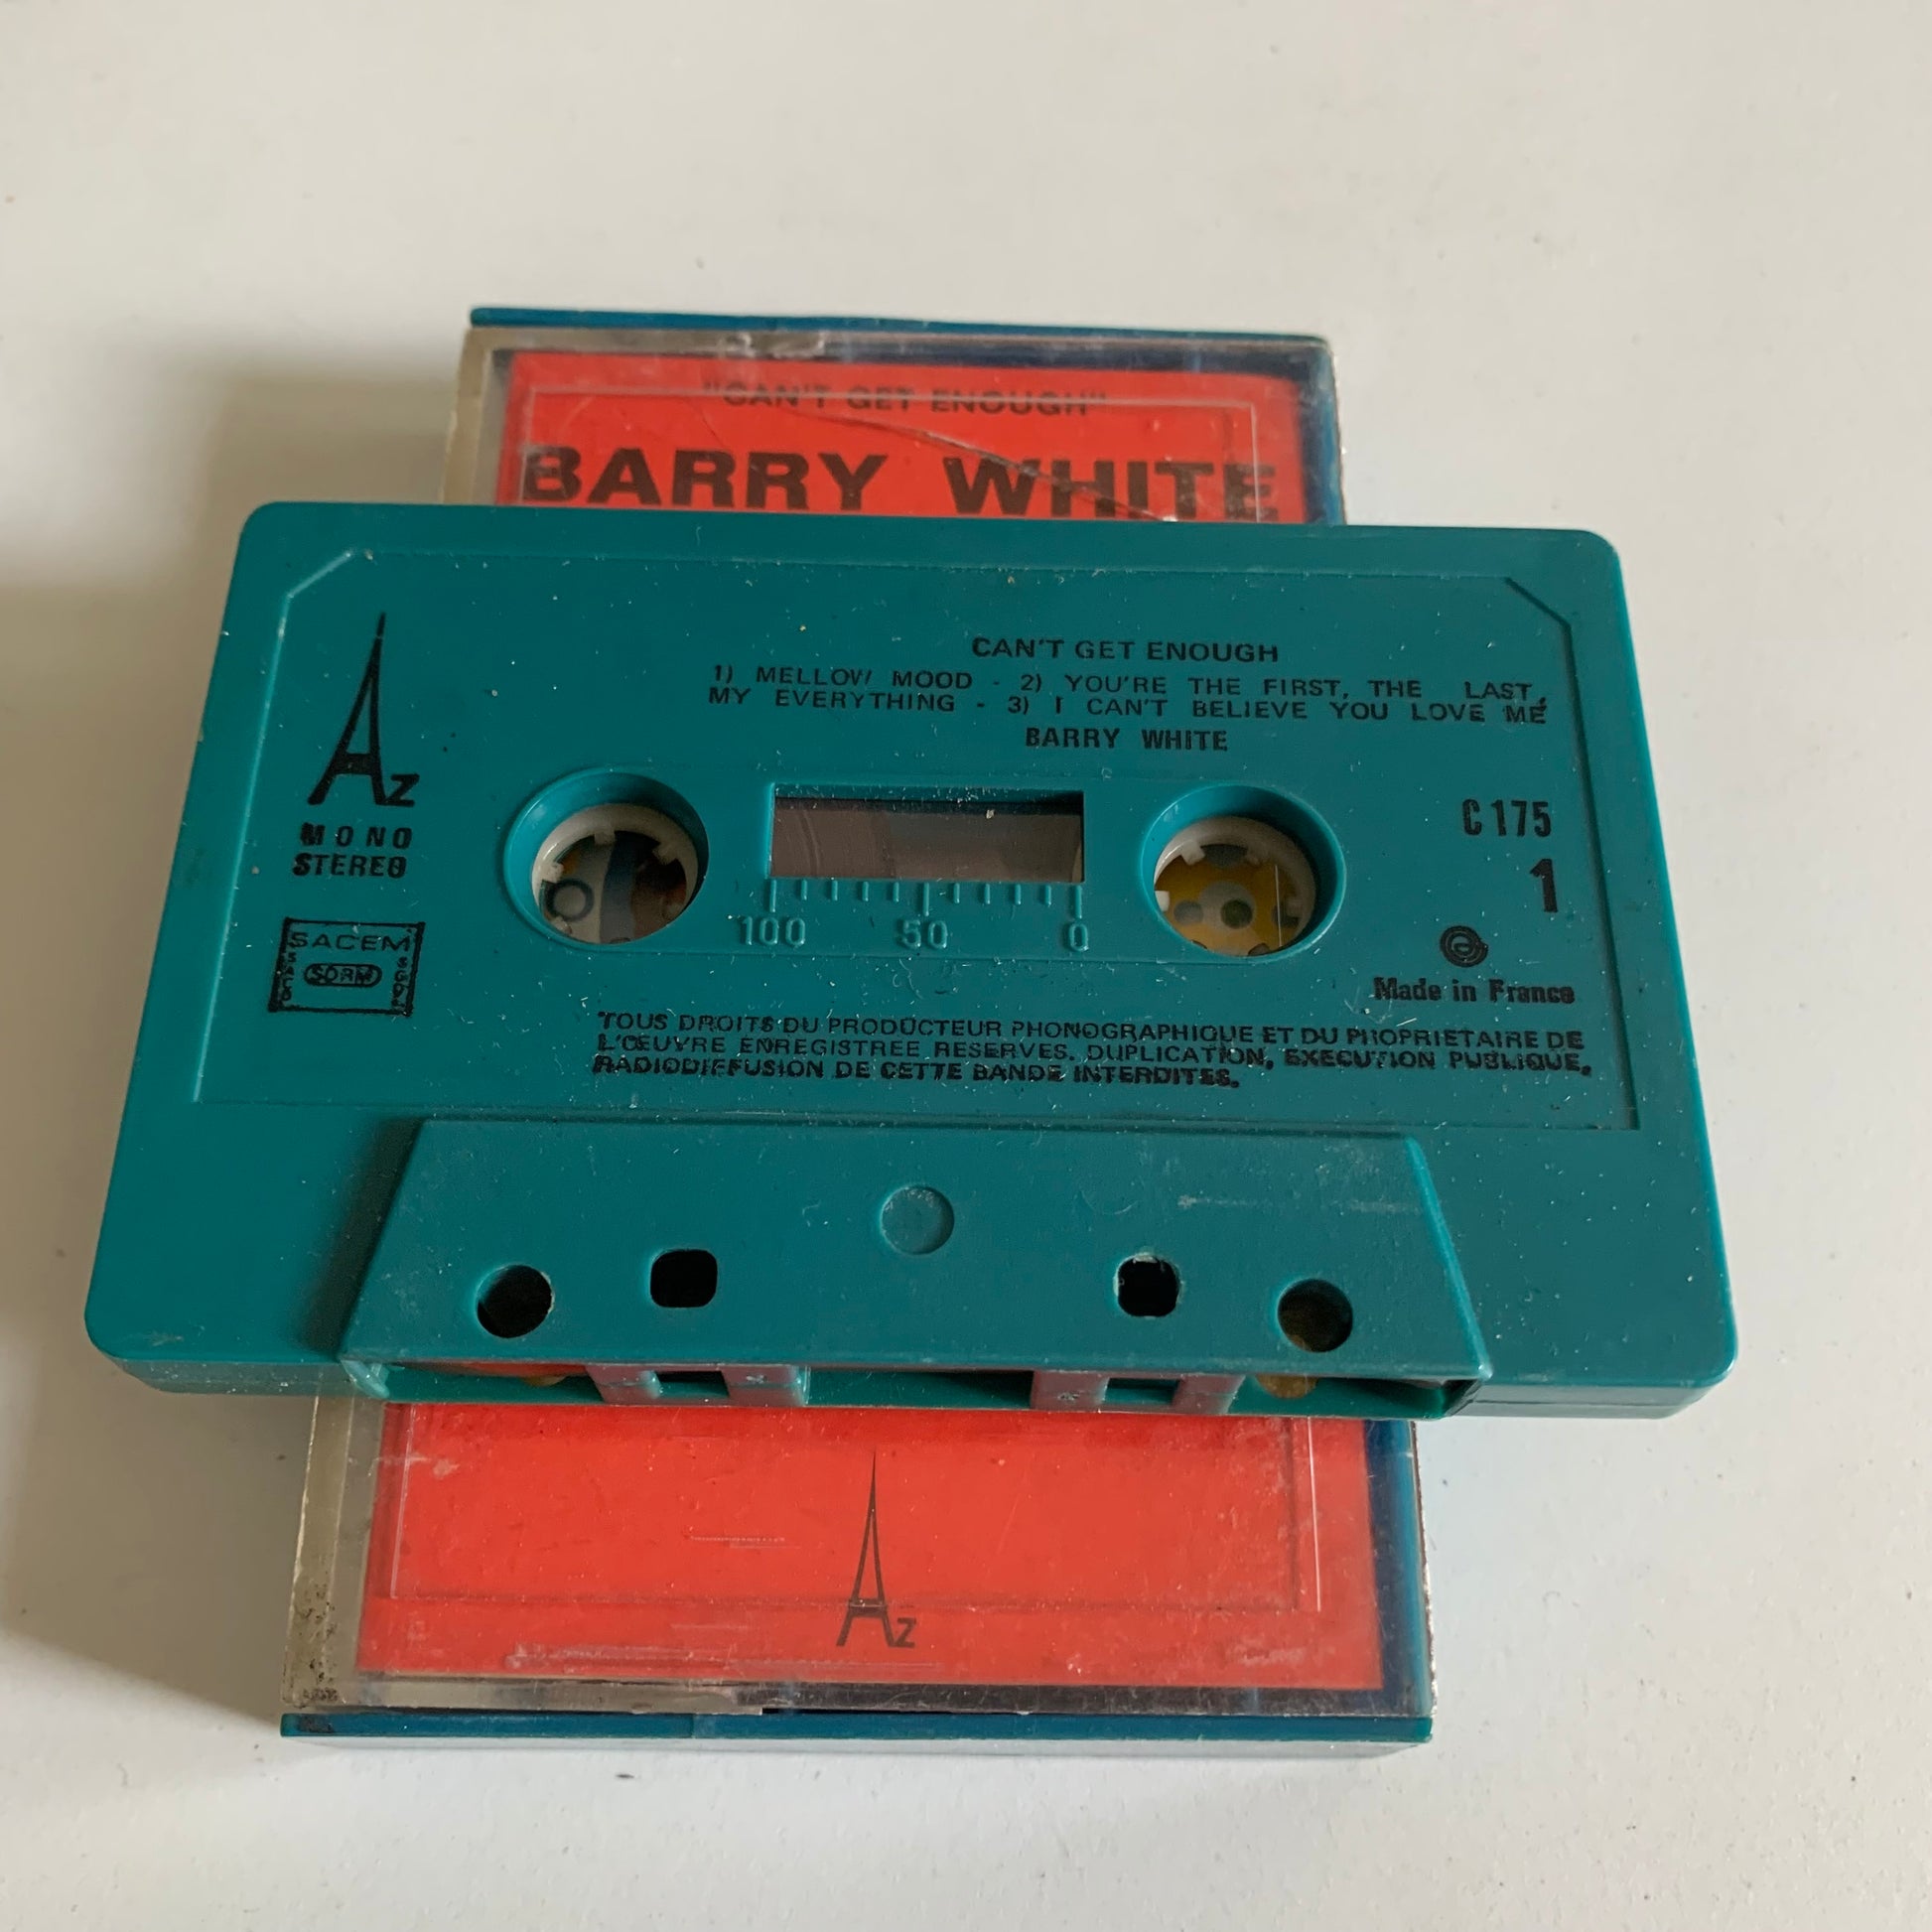 "CAN'T GET ENOUGH"
BARRY WHITE
CAN'T GET ENOUGH
1) MELLOW MOOD - 2) YOU'RE THE FIRST, THE LAST,
MY EVERYTHING - 3) I CAN'T BELIEVE YOU LOVE ME
BARRY WHITE
Az
MONO
STEREO
C 175
1
100 50 0
SACEM
SDRM
Made in France
TOUS DROITS DU PRODUCTEUR PHONOGRAPHIQUE ET DU PROPRIETAIRE DE
L'ŒUVRE ENREGISTREE RESERVES. DUPLICATION, EXECUTION PUBLIQUE,
RADIODIFFUSION DE CETTE BANDE INTERDITES.
Az